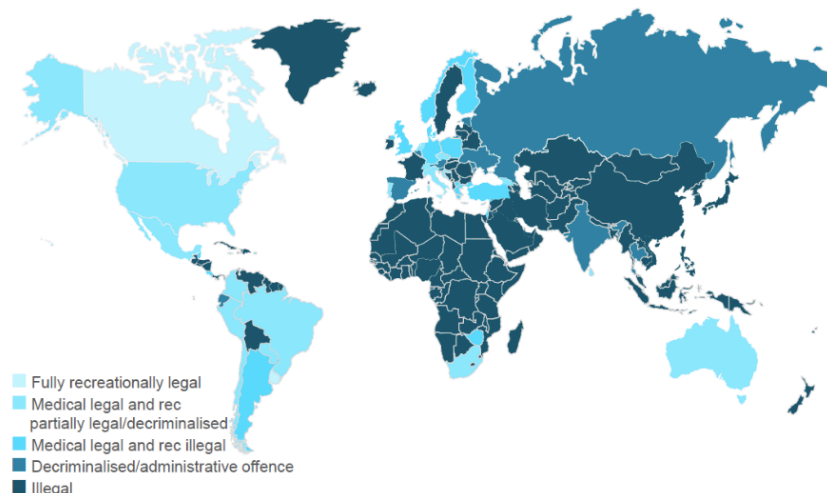 Fully recreationally legal
Medical legal and rec
partially legal/decriminalised
Medical legal and rec illegal
Decriminalised/administrative offence
Illegal